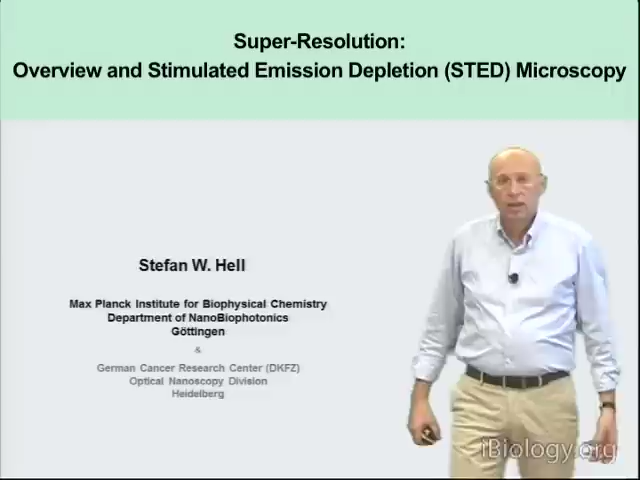 Super-Resolution:
Overview and Stimulated Emission Depletion (STED) Microscopy
Stefan W. Hell
Max Planck Institute for Biophysical Chemistry
Department of NanoBiophotonics
Göttingen
&
German Cancer Research Center (DKFZ)
Optical Nanoscopy Division
Heidelberg
iBiology.org